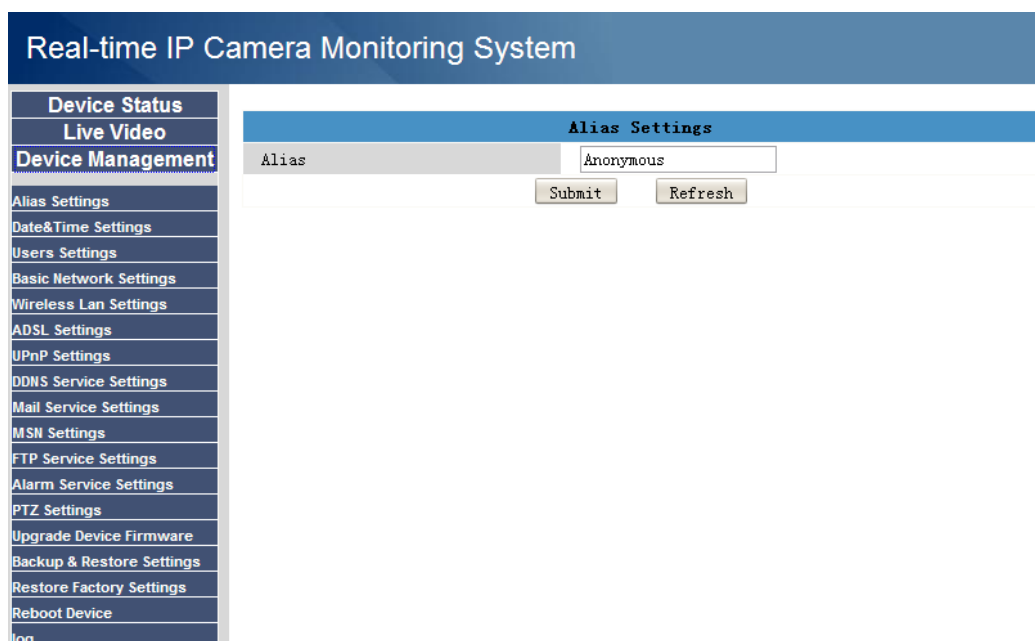 Real-time IP Camera Monitoring System
Device Status
Live Video
Device Management
Alias Settings
Date&Time Settings
Users Settings
Basic Network Settings
Wireless Lan Settings
ADSL Settings
UPnP Settings
DDNS Service Settings
Mail Service Settings
MSN Settings
FTP Service Settings
Alarm Service Settings
PTZ Settings
Upgrade Device Firmware
Backup & Restore Settings
Restore Factory Settings
Reboot Device
log
Alias Settings
Alias Anonymous
Submit Refresh